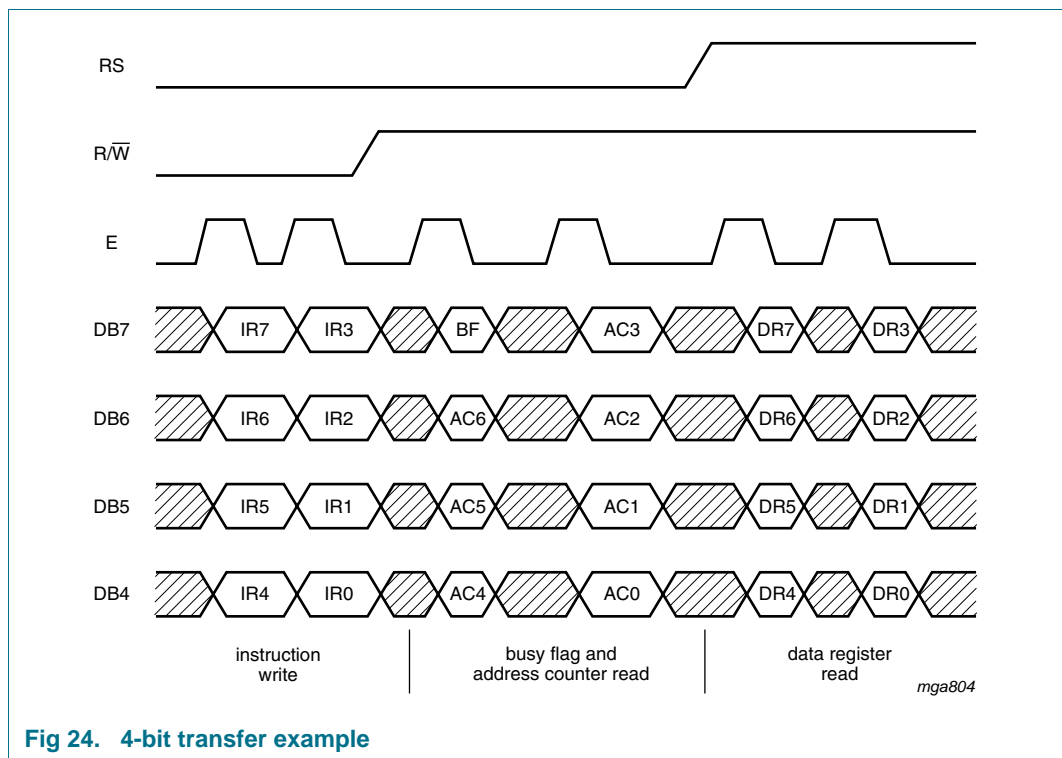 RS
R/W̅
E
DB7 IR7 IR3 BF AC3 DR7 DR3
DB6 IR6 IR2 AC6 AC2 DR6 DR2
DB5 IR5 IR1 AC5 AC1 DR5 DR1
DB4 IR4 IR0 AC4 AC0 DR4 DR0
instruction
write
busy flag and
address counter read
data register
read
mga804
Fig 24. 4-bit transfer example